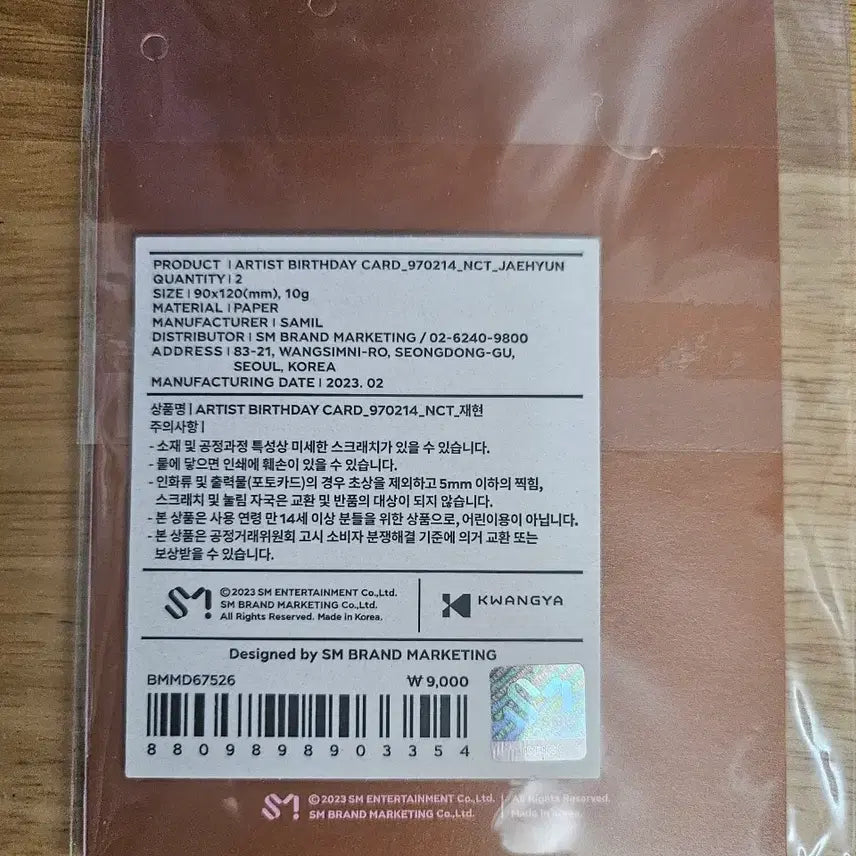 PRODUCT | ARTIST BIRTHDAY CARD_970214_NCT_JAEHYUN
QUANTITY | 2
SIZE | 90x120(mm), 10g
MATERIAL | PAPER
MANUFACTURER | SAMIL
DISTRIBUTOR | SM BRAND MARKETING / 02-6240-9800
ADDRESS | 83-21, WANGSIMNI-RO, SEONGDONG-GU,
SEOUL, KOREA
MANUFACTURING DATE | 2023. 02
상품명 | ARTIST BIRTHDAY CARD_970214_NCT_재현
주의사항 |
- 소재 및 공정과정 특성상 미세한 스크래치가 있을 수 있습니다.
- 물에 닿으면 인쇄에 훼손이 있을 수 있습니다.
- 인화류 및 출력물(포토카드)의 경우 초상을 제외하고 5mm 이하의 찍힘,
스크래치 및 눌림 자국은 교환 및 반품의 대상이 되지 않습니다.
- 본 상품은 사용 연령 만 14세 이상 분들을 위한 상품으로, 어린이용이 아닙니다.
- 본 상품은 공정거래위원회 고시 소비자 분쟁해결 기준에 의거 교환 또는
보상받을 수 있습니다.
SM! ©2023 SM ENTERTAINMENT Co.,Ltd.
SM BRAND MARKETING Co.,Ltd.
All Rights Reserved. Made in Korea.
KWANGYA
Designed by SM BRAND MARKETING
BMMD67526 ₩ 9,000
8809898903354
SM! ©2023 SM ENTERTAINMENT Co.,Ltd. | All Rights Reserved.
SM BRAND MARKETING Co.,Ltd. | Made in Korea.